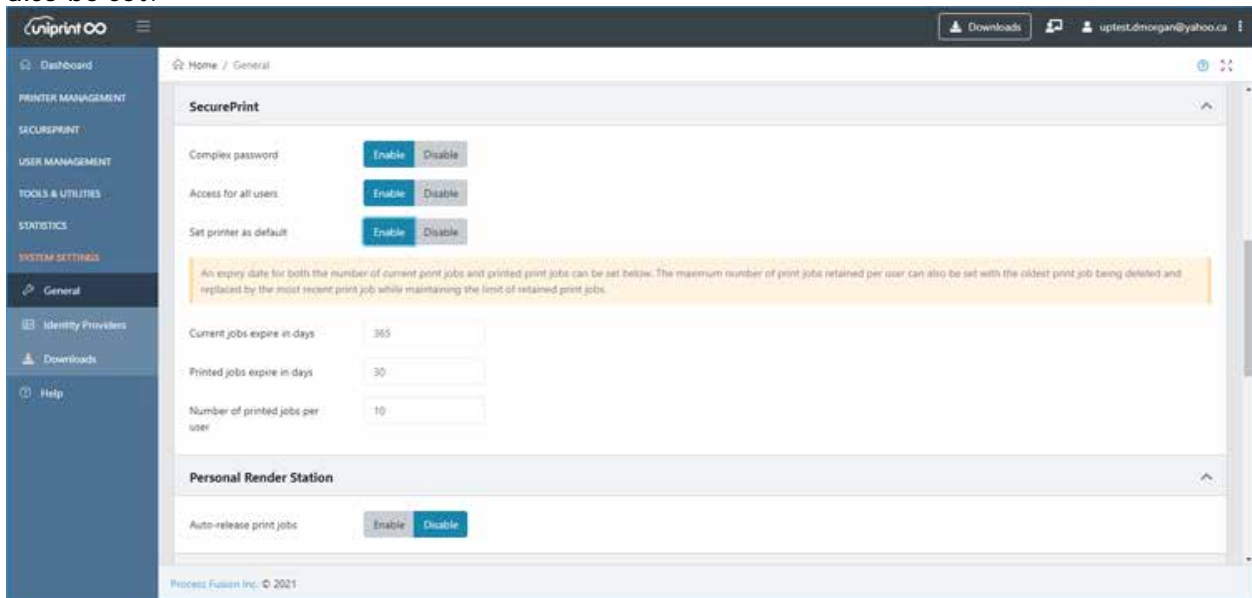 uniprint
Downloads
uptest.dmorgan@yahoo.ca
Dashboard
Home / General
PRINTER MANAGEMENT
SECUREPRINT
USER MANAGEMENT
TOOLS & UTILITIES
STATISTICS
SYSTEM SETTINGS
General
Identity Providers
Downloads
Help
SecurePrint
Complex password Enable Disable
Access for all users Enable Disable
Set printer as default Enable Disable
An expiry date for both the number of current print jobs and printed print jobs can be set below. The maximum number of print jobs retained per user can also be set with the oldest print job being deleted and
replaced by the most recent print job while maintaining the limit of retained print jobs.
Current jobs expire in days 365
Printed jobs expire in days 30
Number of printed jobs per
user
10
Personal Render Station
Auto-release print jobs Enable Disable
Process Fusion Inc. © 2021